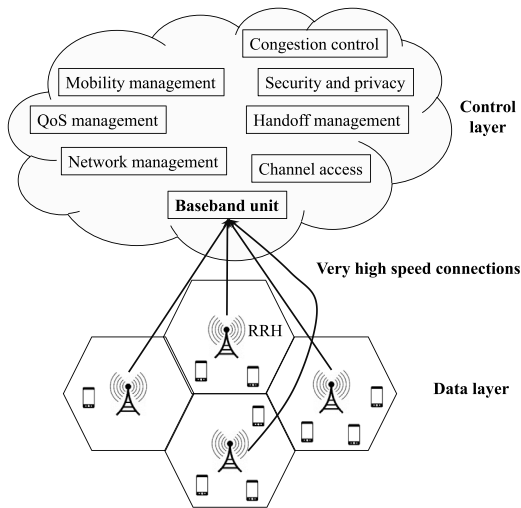 Congestion control
Mobility management
Security and privacy
Control
layer
QoS management
Handoff management
Network management
Channel access
Baseband unit
Very high speed connections
RRH
Data layer